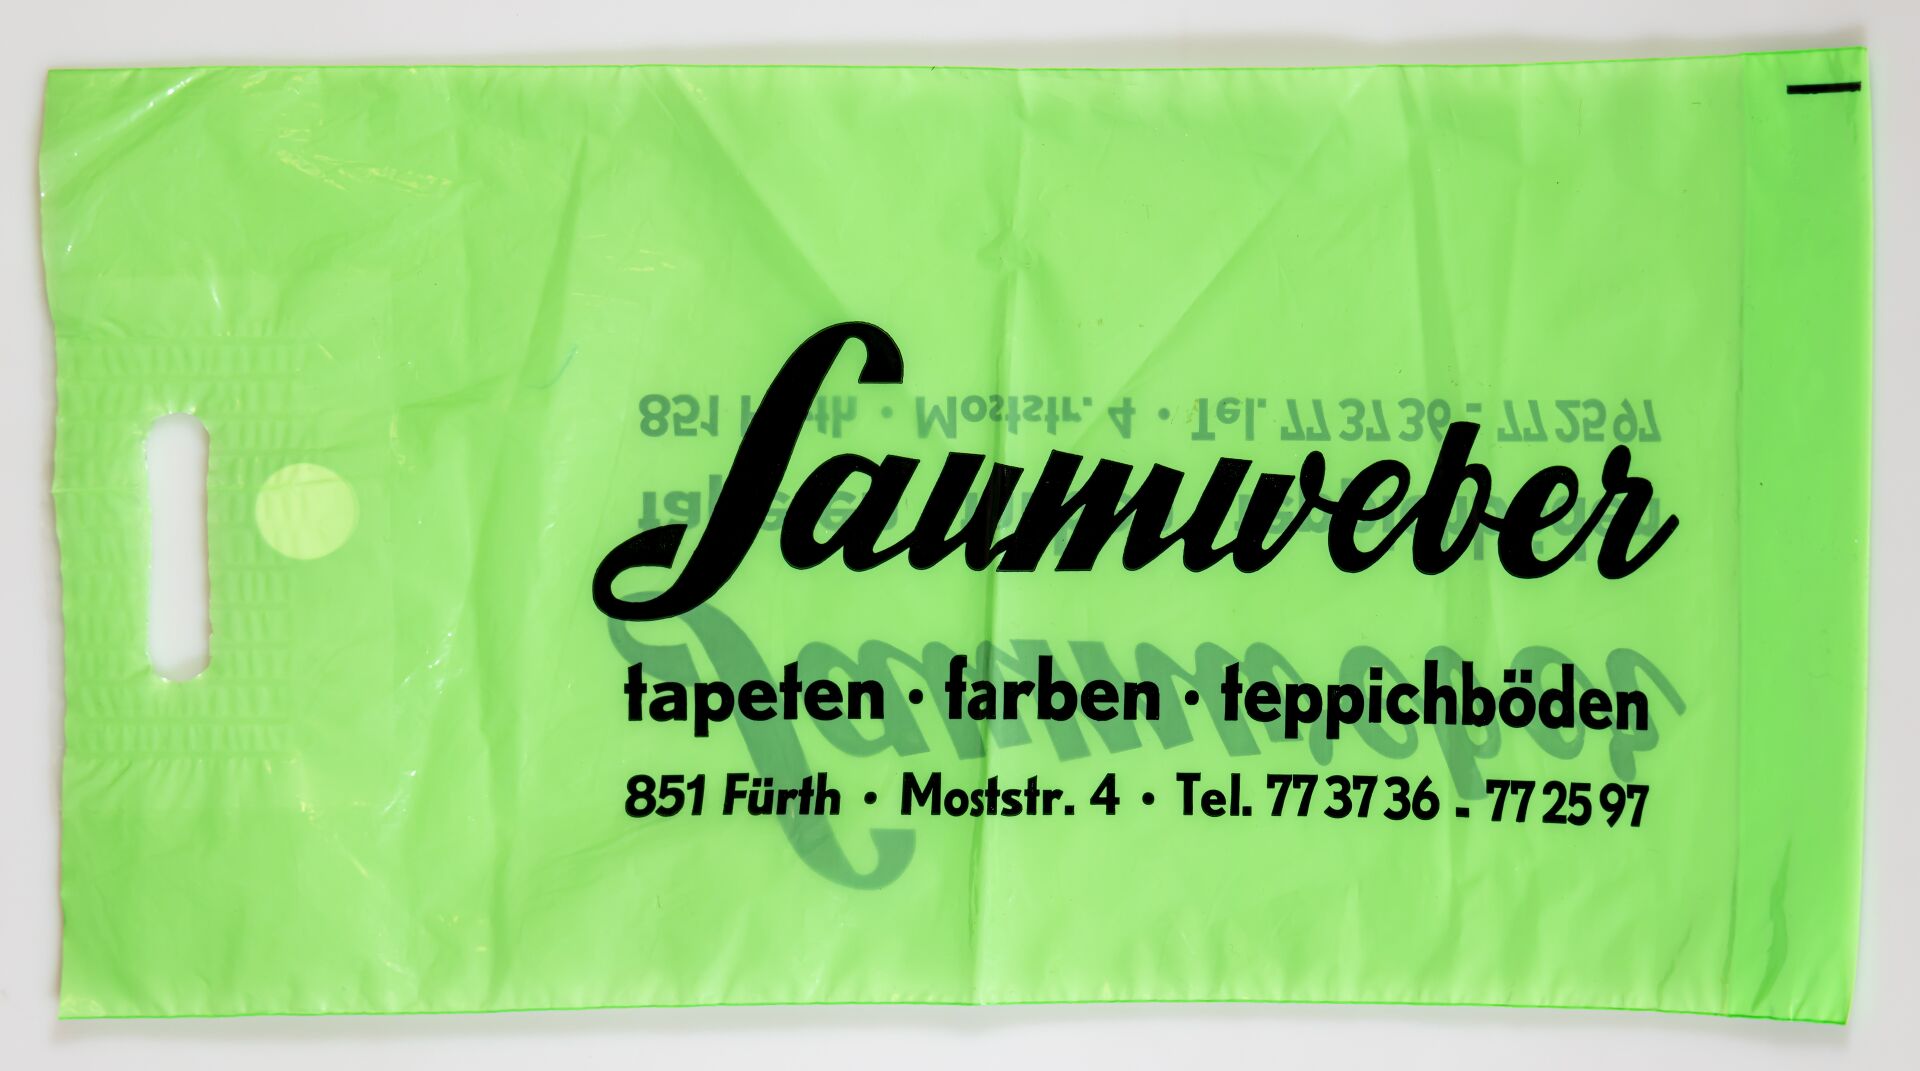 Saumweber
tapeten · farben · teppichböden
851 Fürth · Moststr. 4 · Tel. 77 37 36 - 77 25 97